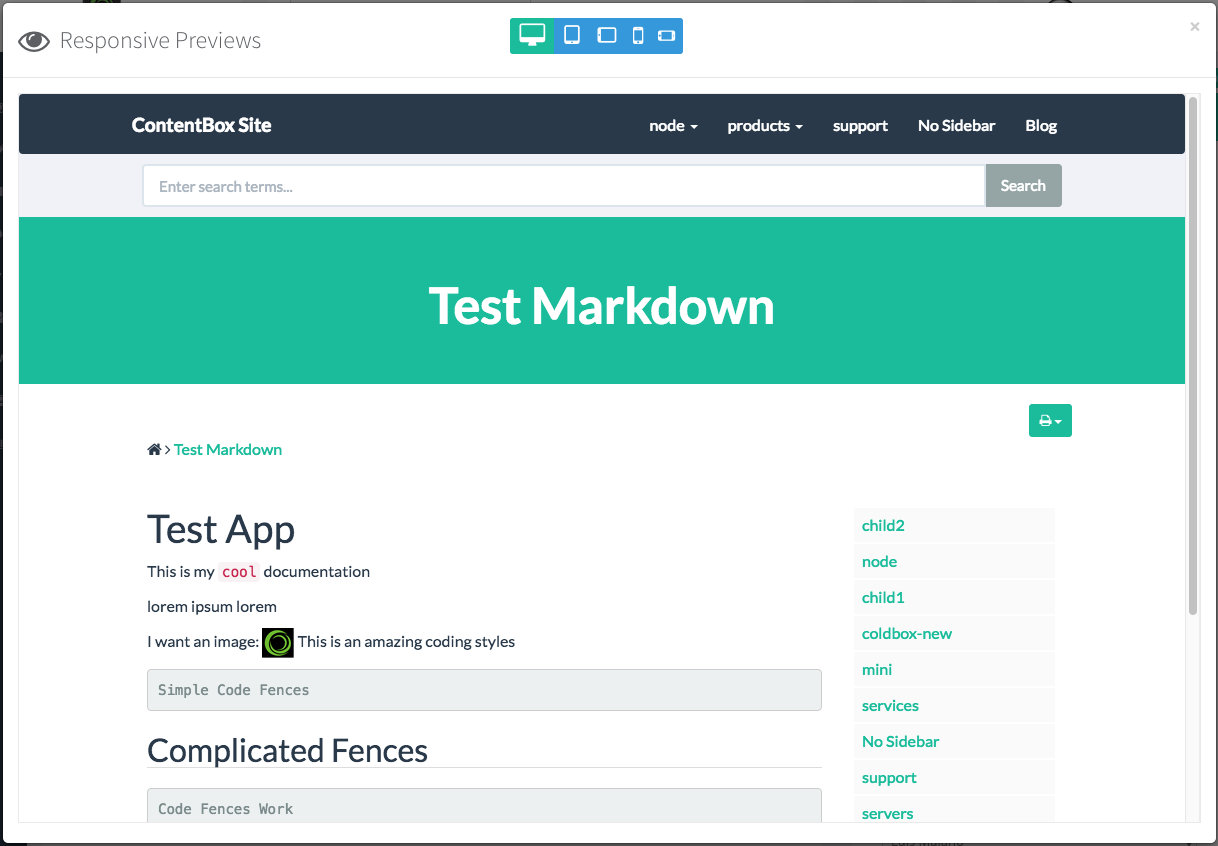 Responsive Previews
×
ContentBox Site
node products support No Sidebar Blog
Enter search terms... Search
Test Markdown
Test Markdown
Test App
This is my cool documentation
lorem ipsum lorem
I want an image: This is an amazing coding styles
Simple Code Fences
Complicated Fences
Code Fences Work
child2
node
child1
coldbox-new
mini
services
No Sidebar
support
servers